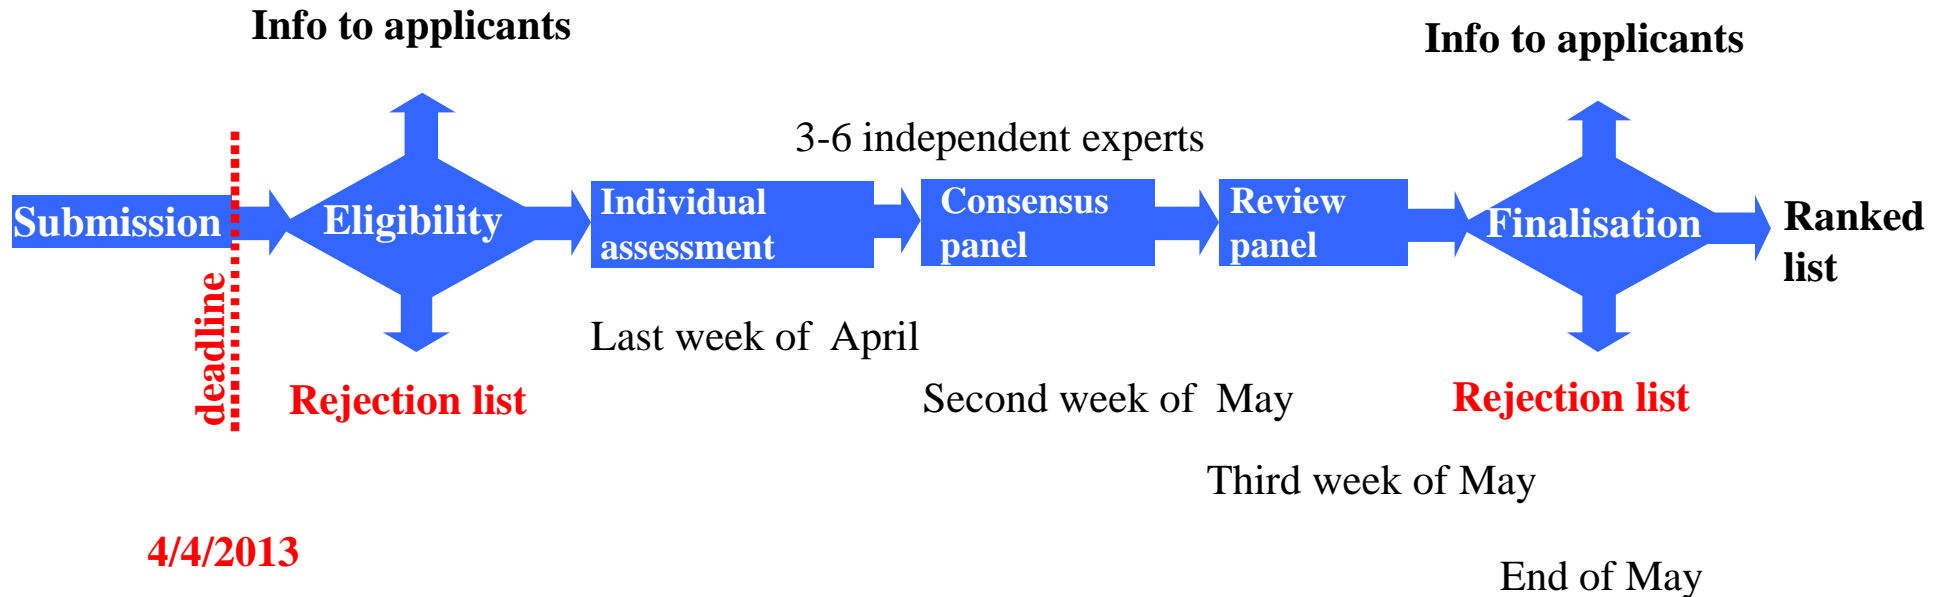 Info to applicants
Info to applicants
3-6 independent experts
Submission
deadline
Eligibility
Individual
assessment
Consensus
panel
Review
panel
Finalisation
Ranked
list
Last week of April
Rejection list
Second week of May
Rejection list
Third week of May
4/4/2013
End of May